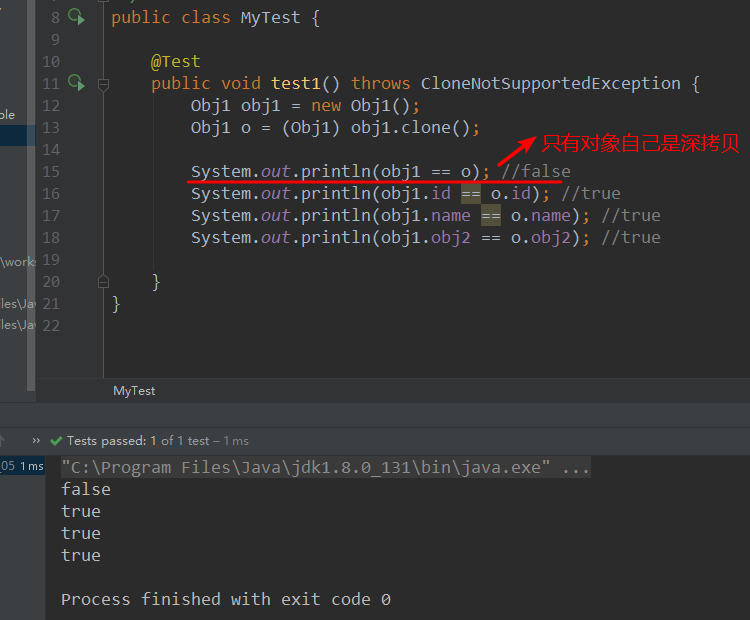 8 public class MyTest {
9
10 @Test
11 public void test1() throws CloneNotSupportedException {
12 Obj1 obj1 = new Obj1();
13 Obj1 o = (Obj1) obj1.clone();
14 只有对象自己是深拷贝
15 System.out.println(obj1 == o); //false
16 System.out.println(obj1.id == o.id); //true
17 System.out.println(obj1.name == o.name); //true
18 System.out.println(obj1.obj2 == o.obj2); //true
19
20 }
21 }
22
ple
\works
iles\Jav
iles\Jav
MyTest
» Tests passed: 1 of 1 test – 1 ms
_05 1 ms "C:\Program Files\Java\jdk1.8.0_131\bin\java.exe" ...
false
true
true
true
Process finished with exit code 0